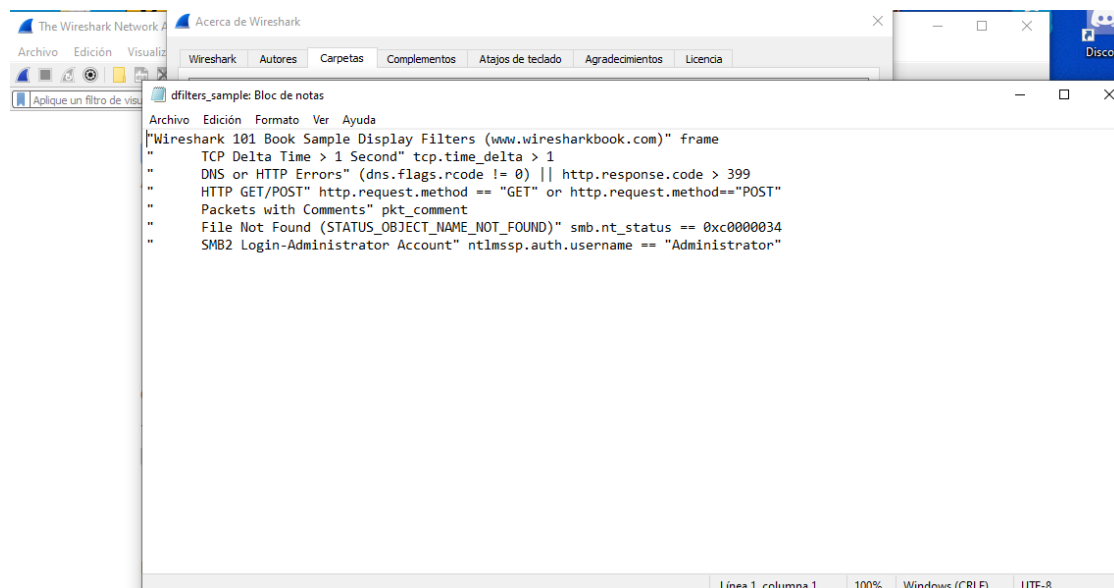 The Wireshark Network A
Acerca de Wireshark
Disco
Archivo Edición Visualiz
Wireshark Autores Carpetas Complementos Atajos de teclado Agradecimientos Licencia
Aplique un filtro de visu
dfilters_sample: Bloc de notas
Archivo Edición Formato Ver Ayuda
"Wireshark 101 Book Sample Display Filters (www.wiresharkbook.com)" frame
" TCP Delta Time > 1 Second" tcp.time_delta > 1
" DNS or HTTP Errors" (dns.flags.rcode != 0) || http.response.code > 399
" HTTP GET/POST" http.request.method == "GET" or http.request.method=="POST"
" Packets with Comments" pkt_comment
" File Not Found (STATUS_OBJECT_NAME_NOT_FOUND)" smb.nt_status == 0xc0000034
" SMB2 Login-Administrator Account" ntlmssp.auth.username == "Administrator"
Línea 1, columna 1 100% Windows (CRLF) UTF-8